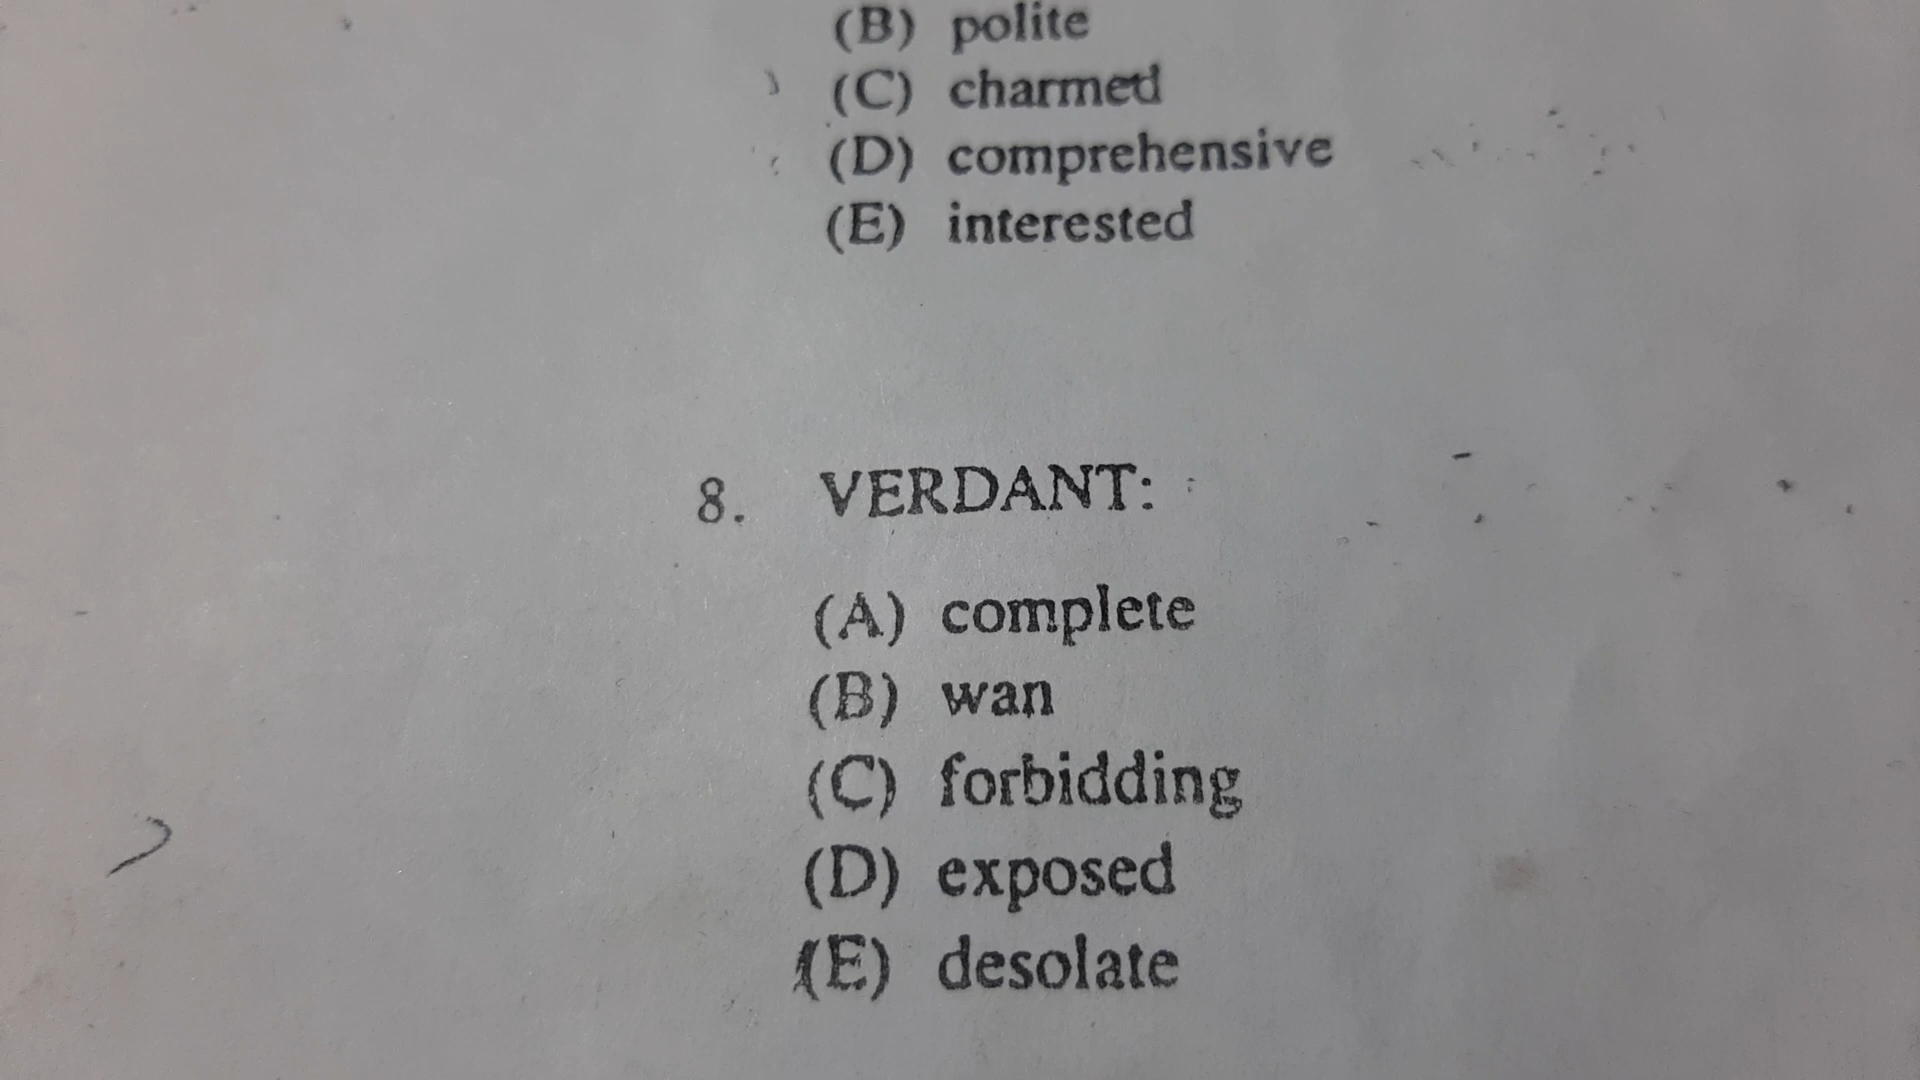 (B) polite
(C) charmed
(D) comprehensive
(E) interested
8. VERDANT:
(A) complete
(B) wan
(C) forbidding
(D) exposed
(E) desolate